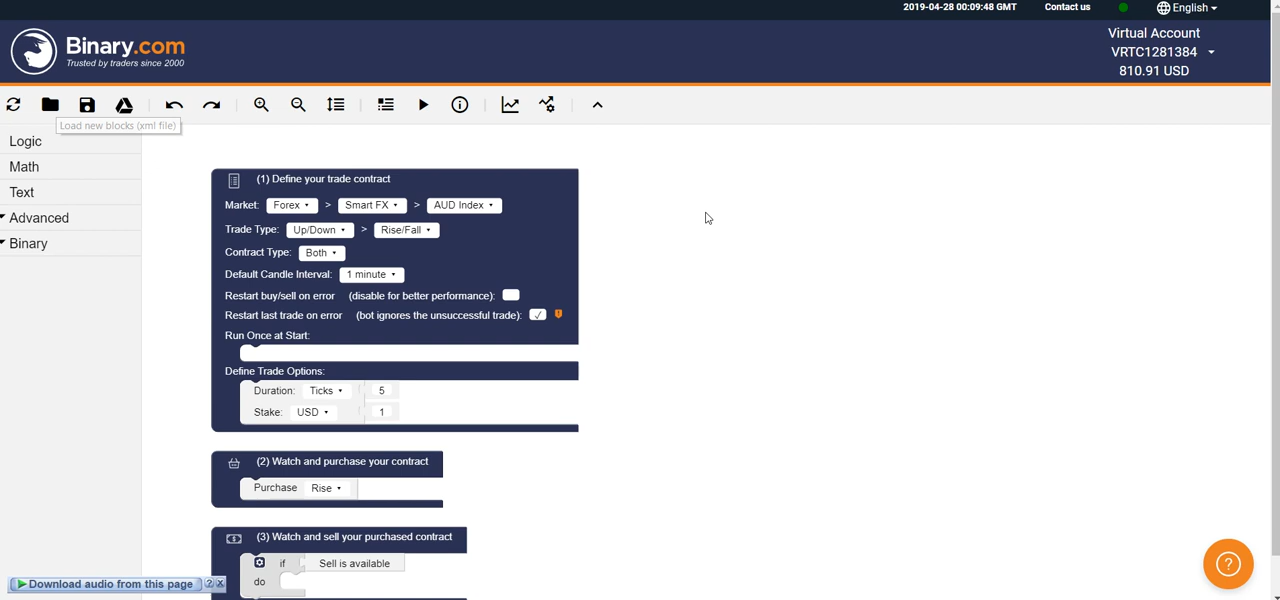 2019-04-28 00:09:48 GMT Contact us English
Binary.com
Trusted by traders since 2000
Virtual Account
VRTC1281384
810.91 USD
Load new blocks (xml file)
Logic
Math
Text
Advanced
Binary
(1) Define your trade contract
Market: Forex > Smart FX > AUD Index
Trade Type: Up/Down > Rise/Fall
Contract Type: Both
Default Candle Interval: 1 minute
Restart buy/sell on error (disable for better performance):
Restart last trade on error (bot ignores the unsuccessful trade): ✓
Run Once at Start:
Define Trade Options:
Duration: Ticks 5
Stake: USD 1
(2) Watch and purchase your contract
Purchase Rise
(3) Watch and sell your purchased contract
if Sell is available
do
Download audio from this page ? X
?